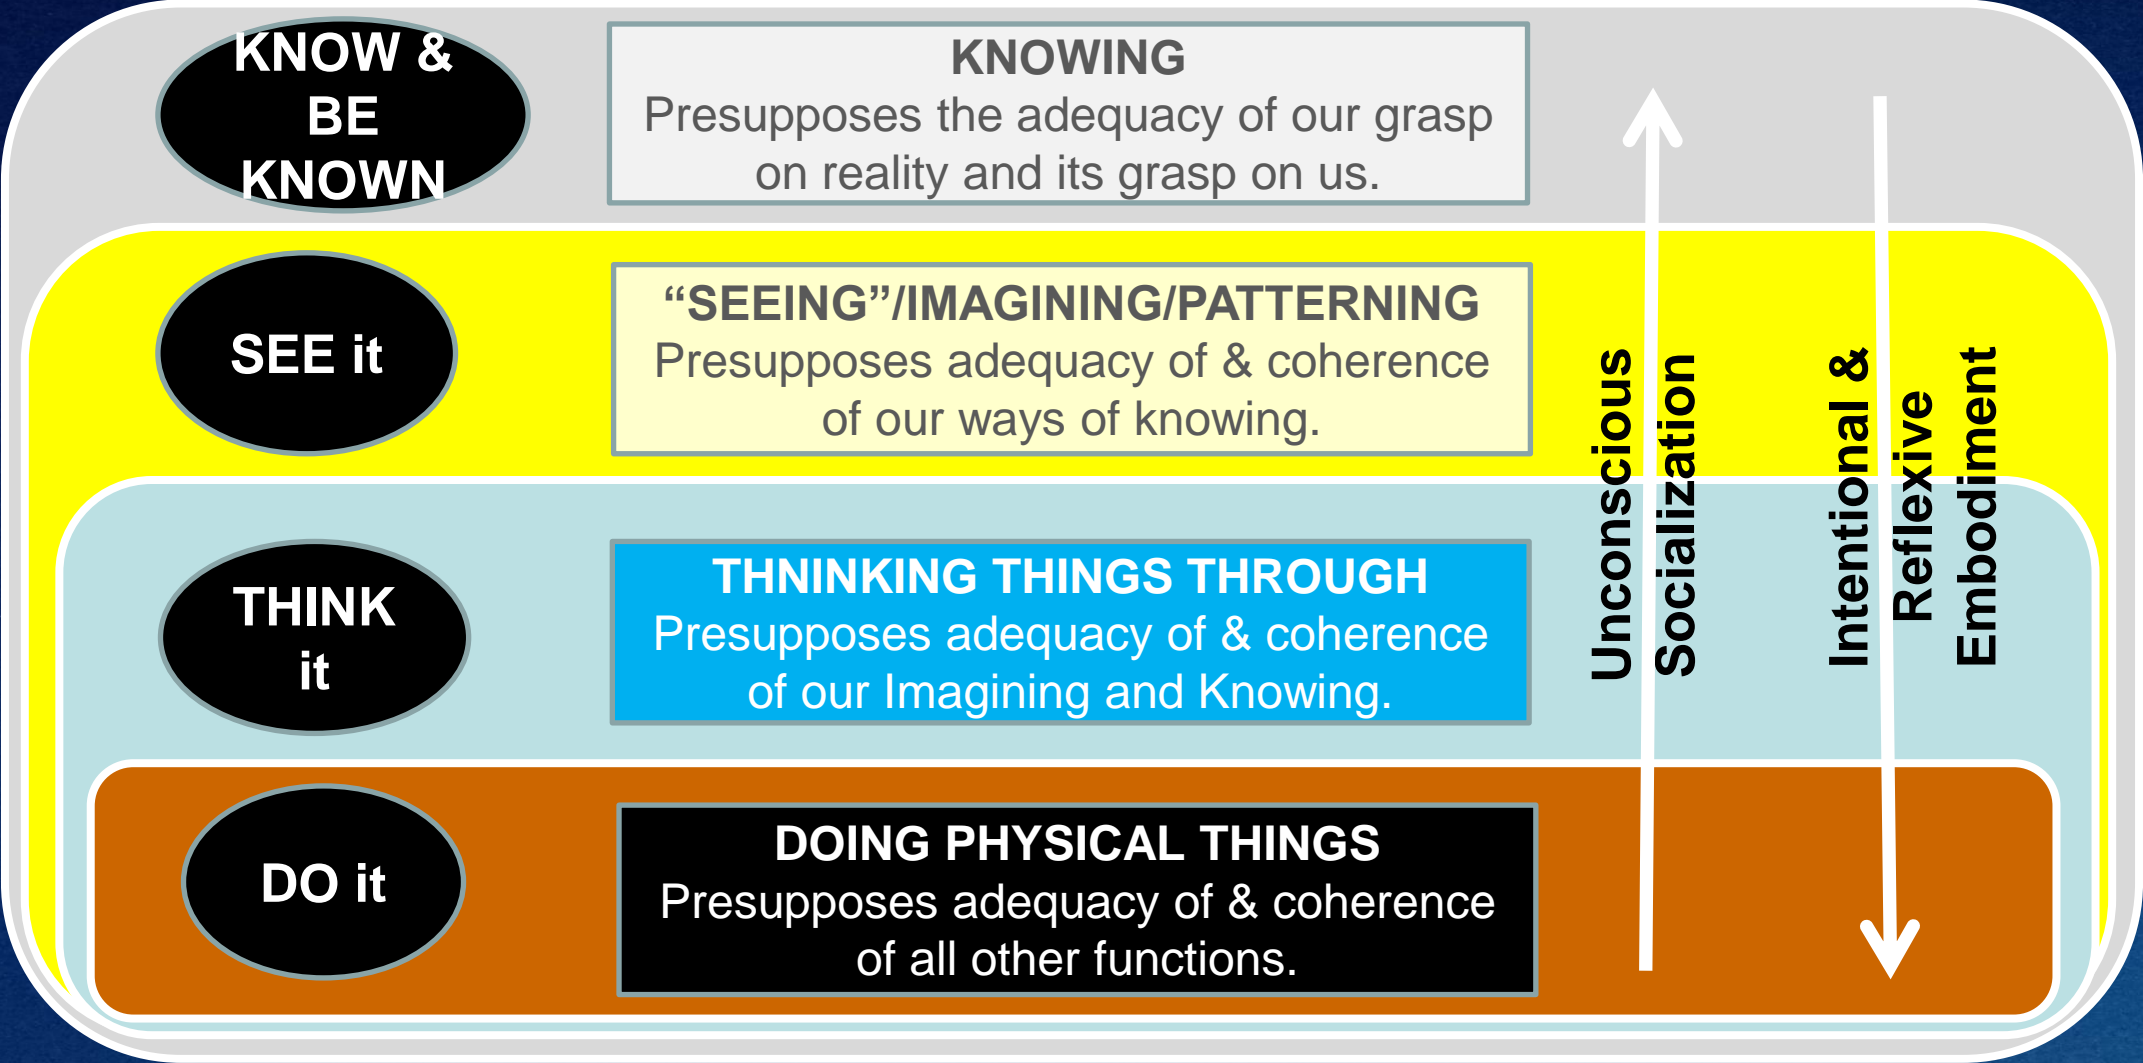 KNOW &
BE
KNOWN
KNOWING
Presupposes the adequacy of our grasp
on reality and its grasp on us.
SEE it
“SEEING”/IMAGINING/PATTERNING
Presupposes adequacy of & coherence
of our ways of knowing.
THINK
it
THNINKING THINGS THROUGH
Presupposes adequacy of & coherence
of our Imagining and Knowing.
DO it
DOING PHYSICAL THINGS
Presupposes adequacy of & coherence
of all other functions.
Unconscious
Socialization
Intentional &
Reflexive
Embodiment